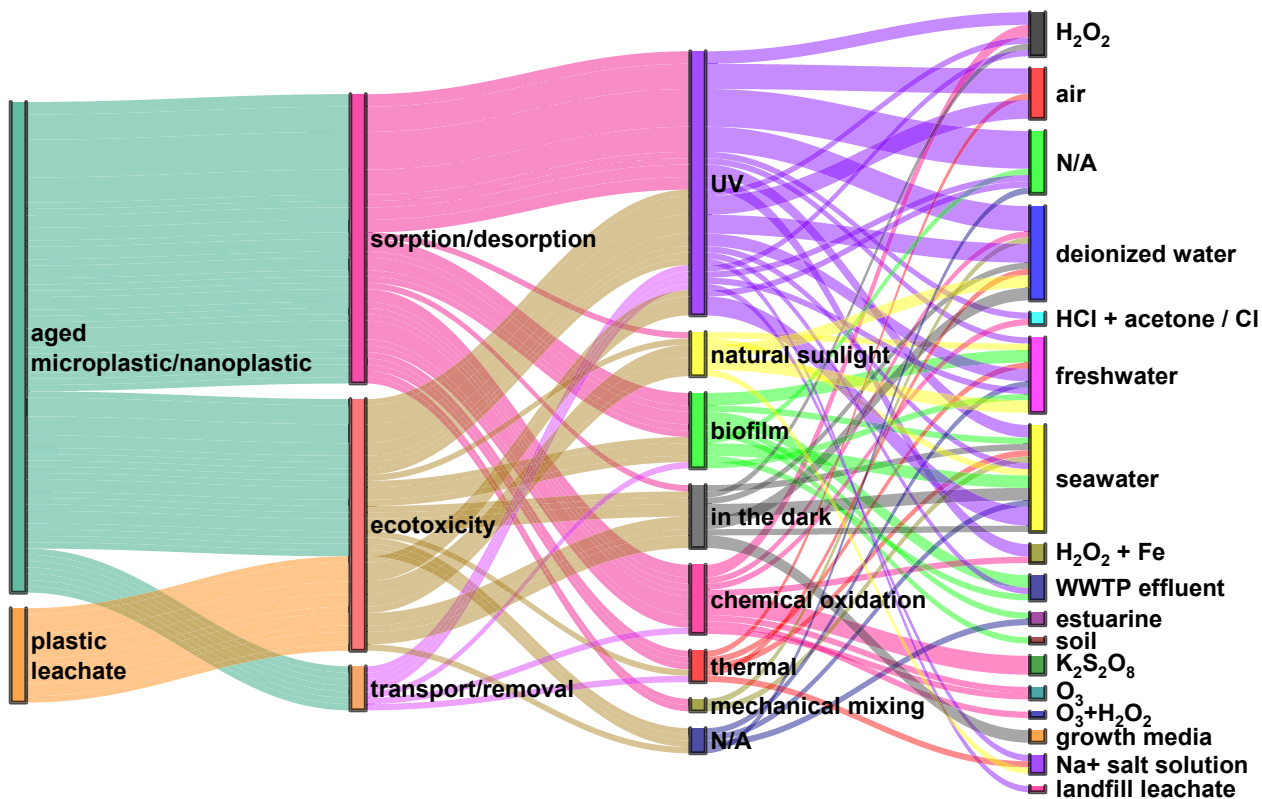 aged
microplastic/nanoplastic
plastic
leachate
sorption/desorption
ecotoxicity
transport/removal
UV
natural sunlight
biofilm
in the dark
chemical oxidation
thermal
mechanical mixing
N/A
H₂O₂
air
N/A
deionized water
HCl + acetone / Cl
freshwater
seawater
H₂O₂ + Fe
WWTP effluent
estuarine
soil
K₂S₂O₈
O₃
O₃+H₂O₂
growth media
Na+ salt solution
landfill leachate